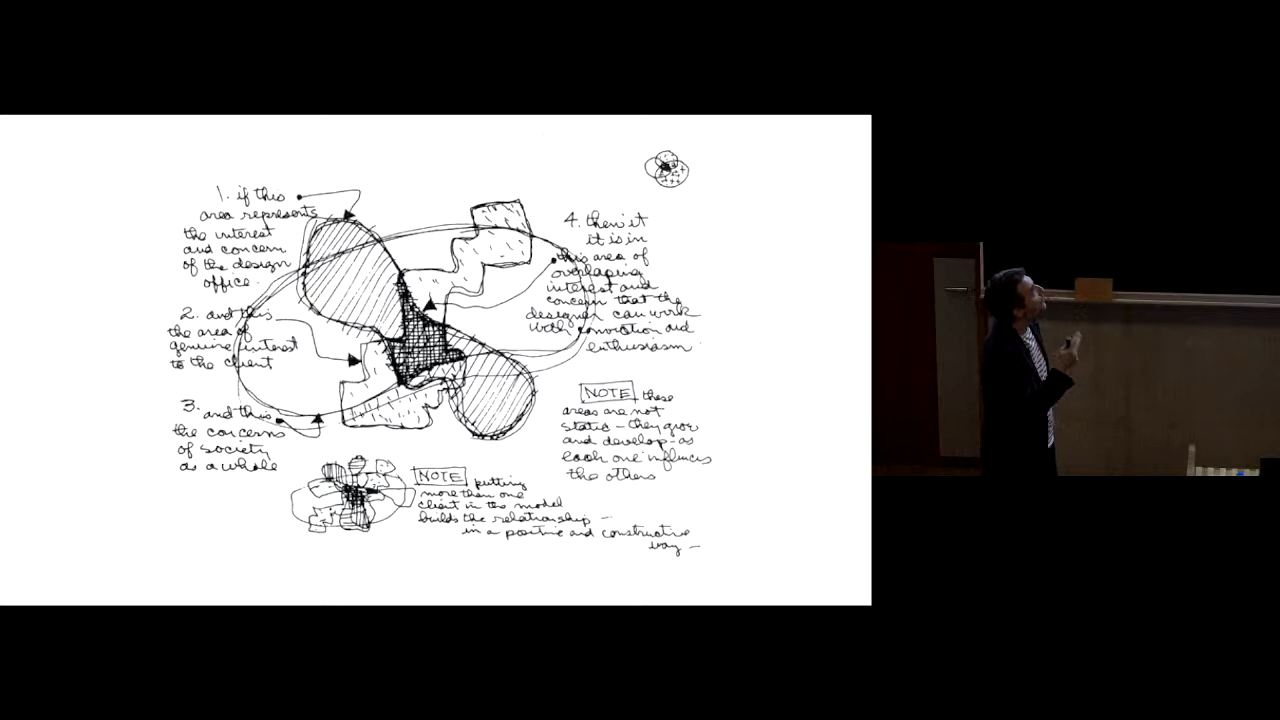 1. if this
area represents
the interest
and concern
of the design
office.
2. and this
the area of
genuine interest
to the client
3. and this
the concerns
of society
as a whole
4. then it
it is in
this area of
overlaping
interest and
concern that the
designer can work
with conviction and
enthusiasm
NOTE these
areas are not
static - they grow
and develop - as
each one influences
the others
NOTE putting
more than one
client in the model
builds the relationship -
in a positive and constructive
way -